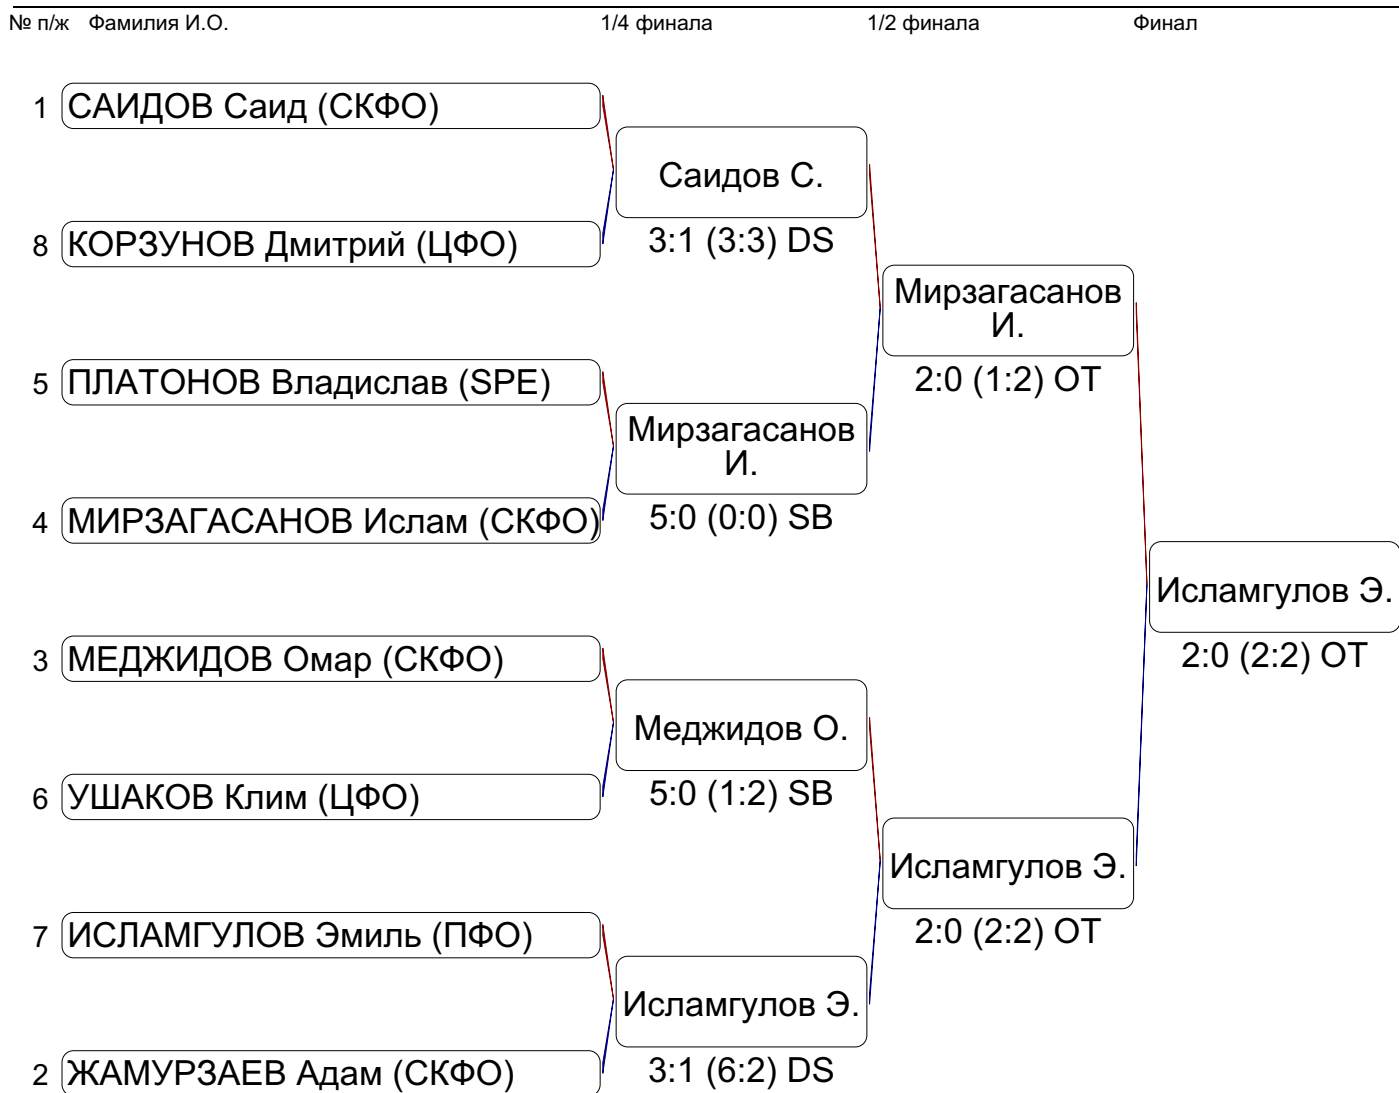 № п/ж Фамилия И.О. 1/4 финала 1/2 финала Финал
1 САИДОВ Саид (СКФО)
Саидов С.
8 КОРЗУНОВ Дмитрий (ЦФО)
3:1 (3:3) DS
Мирзагасанов
И.
2:0 (1:2) OT
5 ПЛАТОНОВ Владислав (SPE)
Мирзагасанов
И.
4 МИРЗАГАСАНОВ Ислам (СКФО)
5:0 (0:0) SB
Исламгулов Э.
2:0 (2:2) OT
3 МЕДЖИДОВ Омар (СКФО)
Меджидов О.
6 УШАКОВ Клим (ЦФО)
5:0 (1:2) SB
Исламгулов Э.
2:0 (2:2) OT
7 ИСЛАМГУЛОВ Эмиль (ПФО)
Исламгулов Э.
2 ЖАМУРЗАЕВ Адам (СКФО)
3:1 (6:2) DS